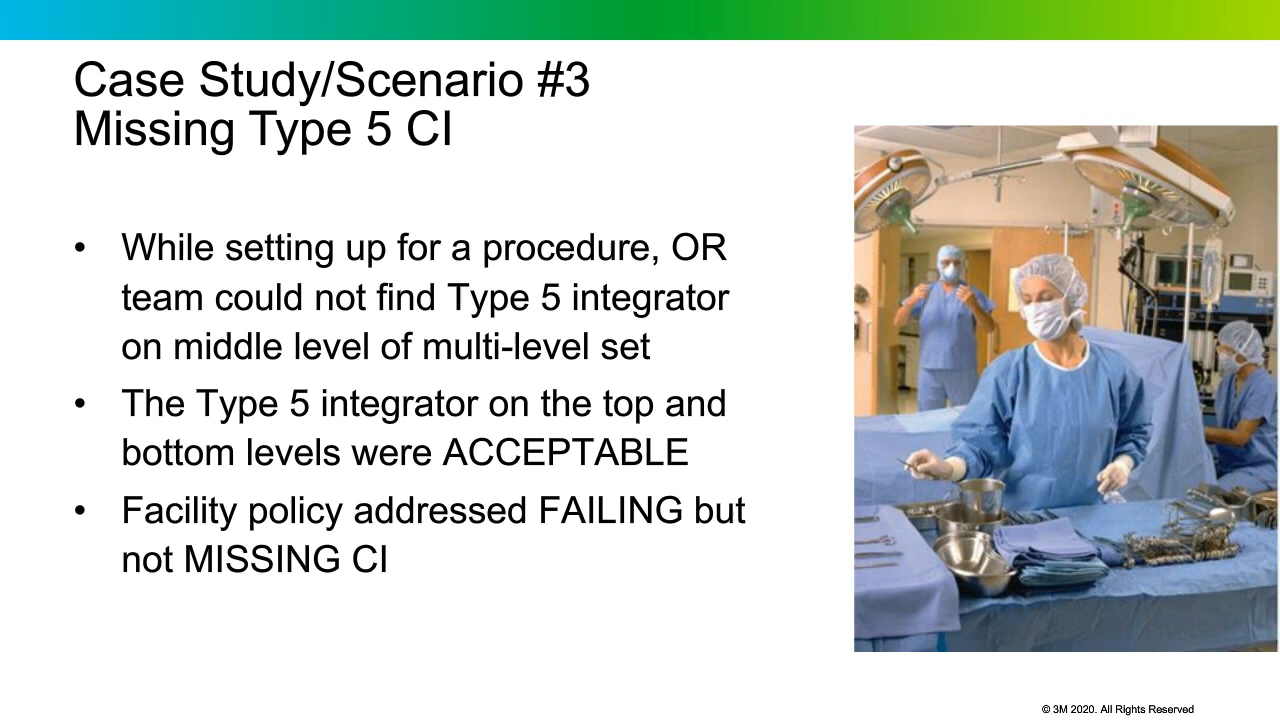 Case Study/Scenario #3
Missing Type 5 CI
• While setting up for a procedure, OR
team could not find Type 5 integrator
on middle level of multi-level set
• The Type 5 integrator on the top and
bottom levels were ACCEPTABLE
• Facility policy addressed FAILING but
not MISSING CI
© 3M 2020. All Rights Reserved